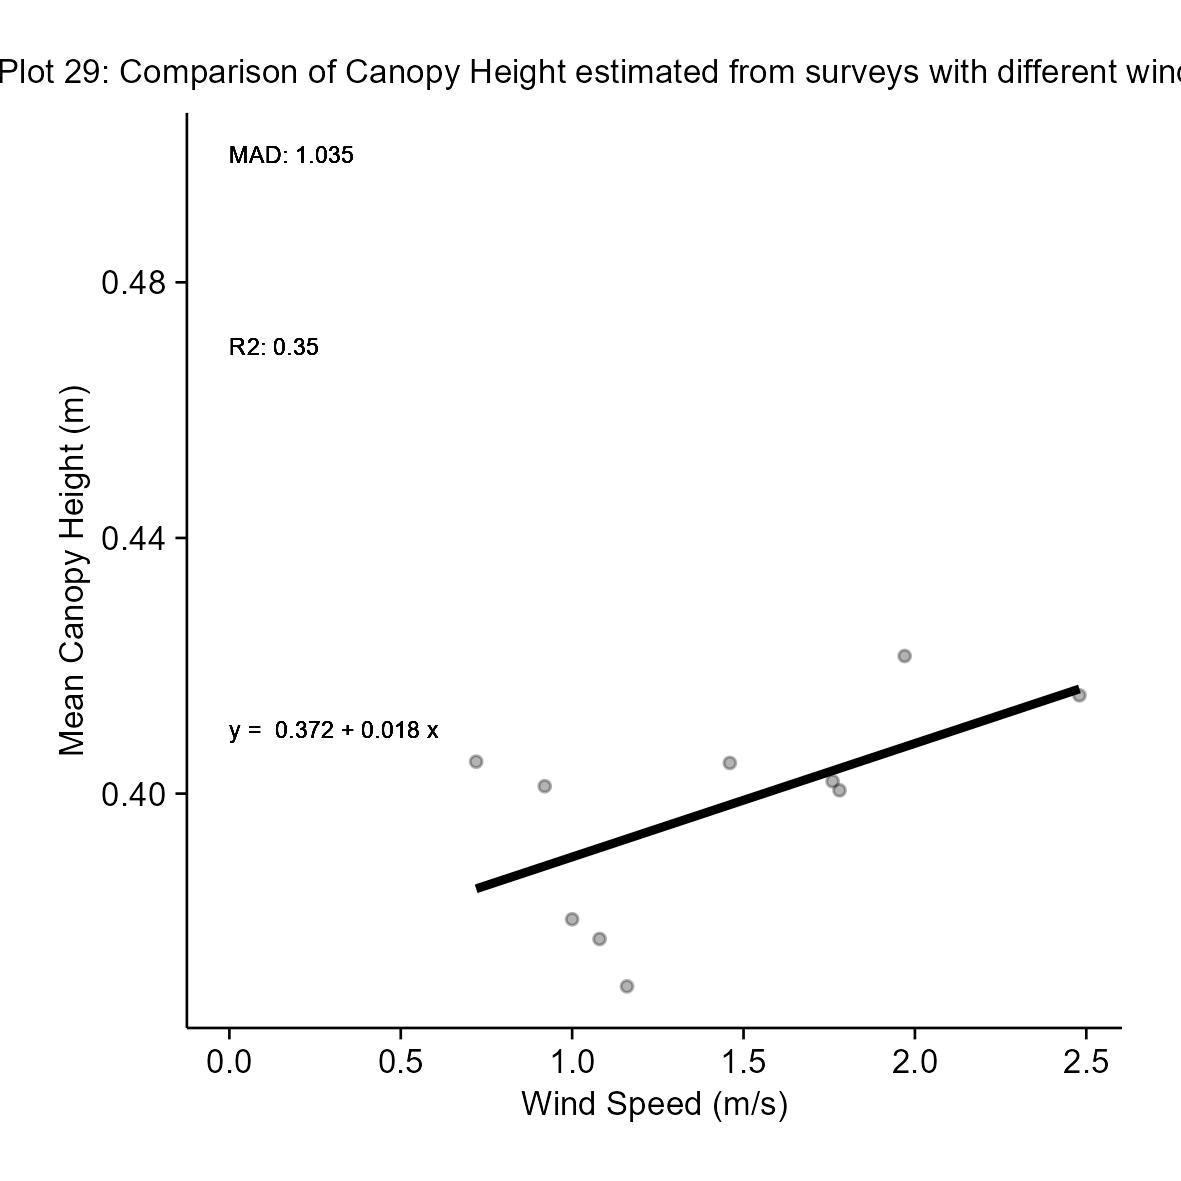 Plot 29: Comparison of Canopy Height estimated from surveys with different
MAD: 1.035
0.48
R2: 0.35
Mean Canopy Height (m)
0.44
y = 0.372 + 0.018 x
0.40
0.0 0.5 1.0 1.5 2.0 2.5
Wind Speed (m/s)